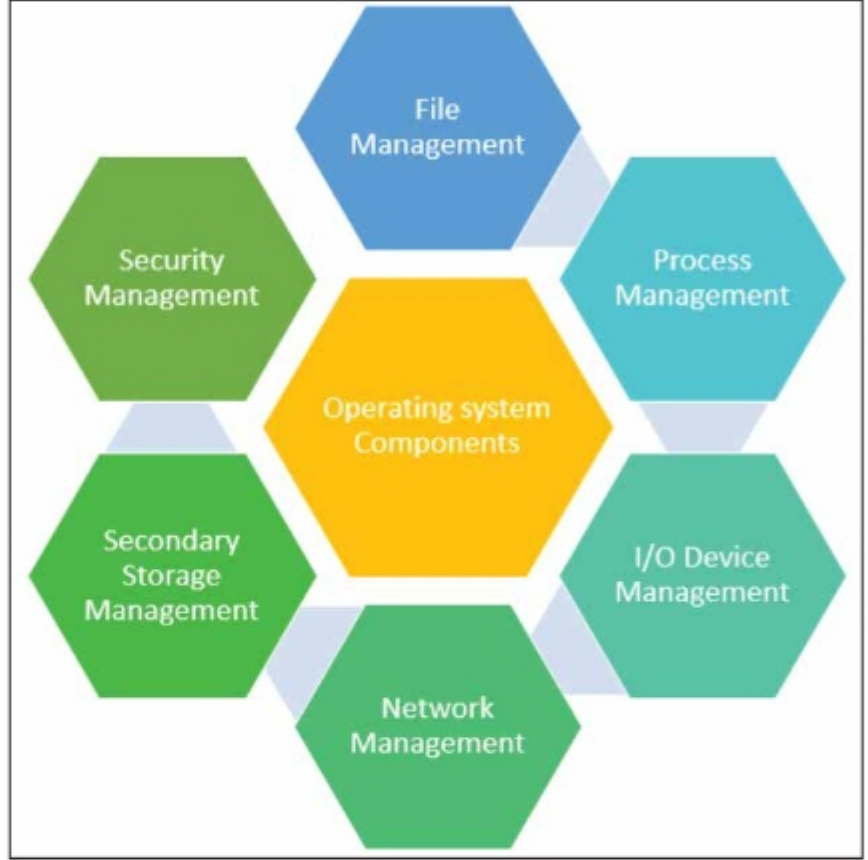 File
Management
Process
Management
I/O Device
Management
Network
Management
Secondary
Storage
Management
Security
Management
Operating system
Components